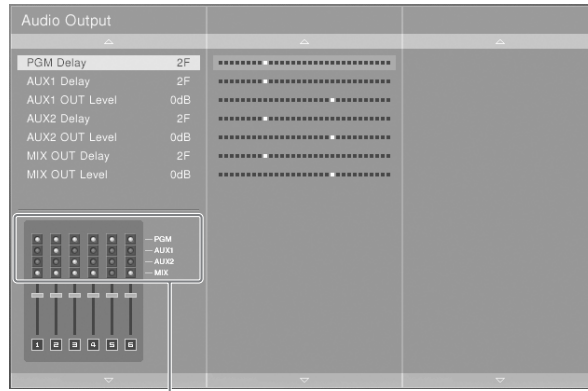 Audio Output
PGM Delay 2F
AUX1 Delay 2F
AUX1 OUT Level 0dB
AUX2 Delay 2F
AUX2 OUT Level 0dB
MIX OUT Delay 2F
MIX OUT Level 0dB
PGM
AUX1
AUX2
MIX
1 2 3 4 5 6